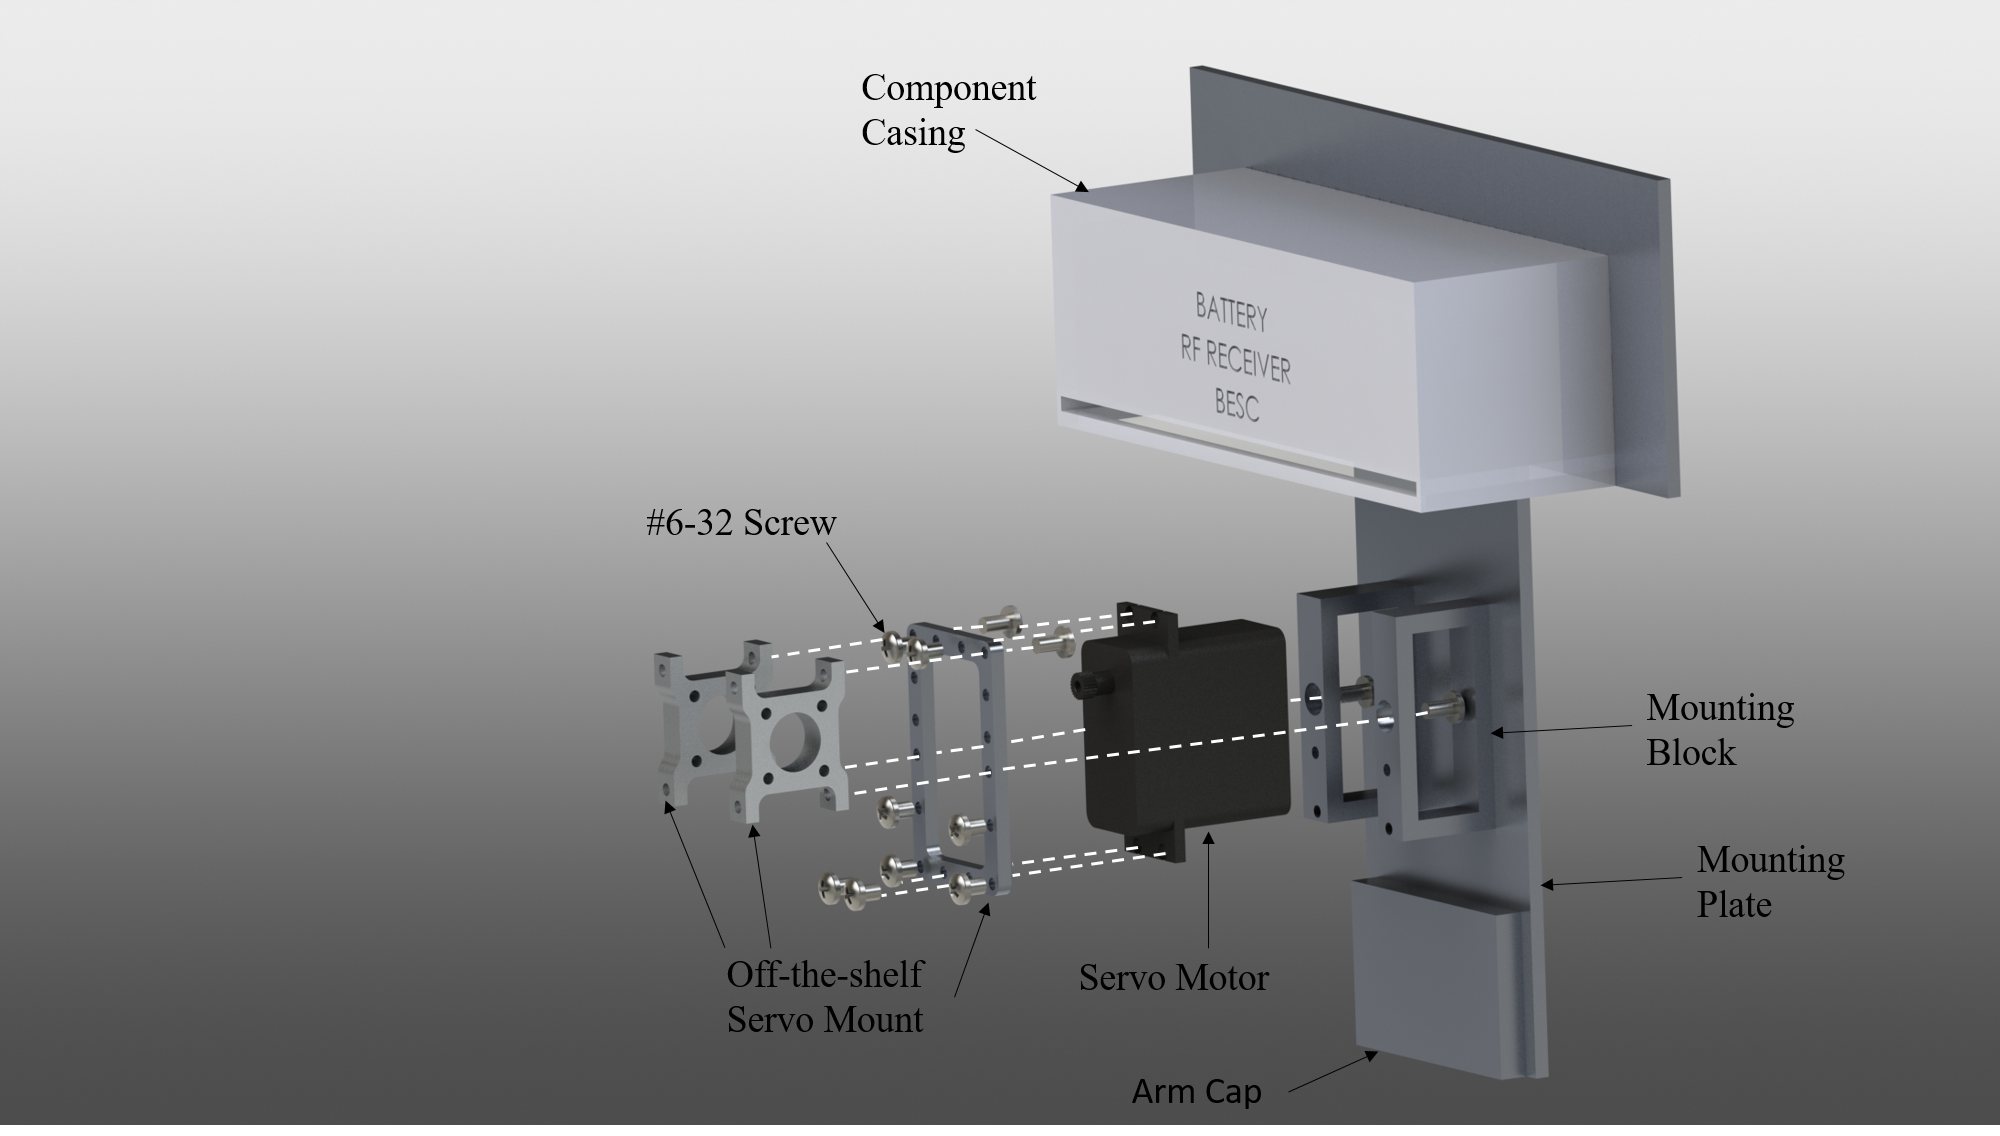 Component
Casing
BATTERY
RF RECEIVER
BESC
#6-32 Screw
Mounting
Block
Mounting
Plate
Off-the-shelf
Servo Mount
Servo Motor
Arm Cap